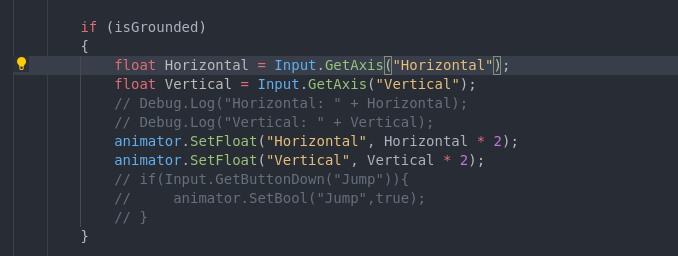 if (isGrounded)
{
float Horizontal = Input.GetAxis("Horizontal");
float Vertical = Input.GetAxis("Vertical");
// Debug.Log("Horizontal: " + Horizontal);
// Debug.Log("Vertical: " + Vertical);
animator.SetFloat("Horizontal", Horizontal * 2);
animator.SetFloat("Vertical", Vertical * 2);
// if(Input.GetButtonDown("Jump")){
//     animator.SetBool("Jump",true);
// }
}